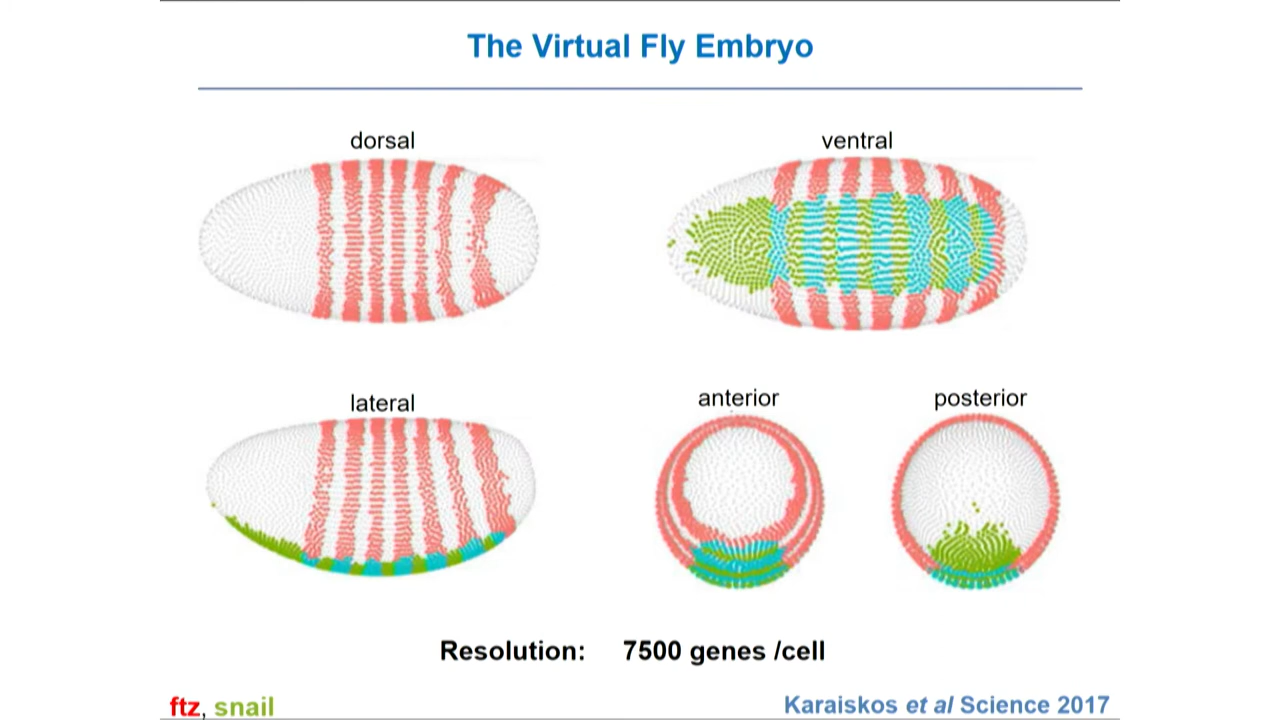 The Virtual Fly Embryo
dorsal
ventral
lateral
anterior
posterior
Resolution: 7500 genes /cell
ftz, snail
Karaiskos et al Science 2017